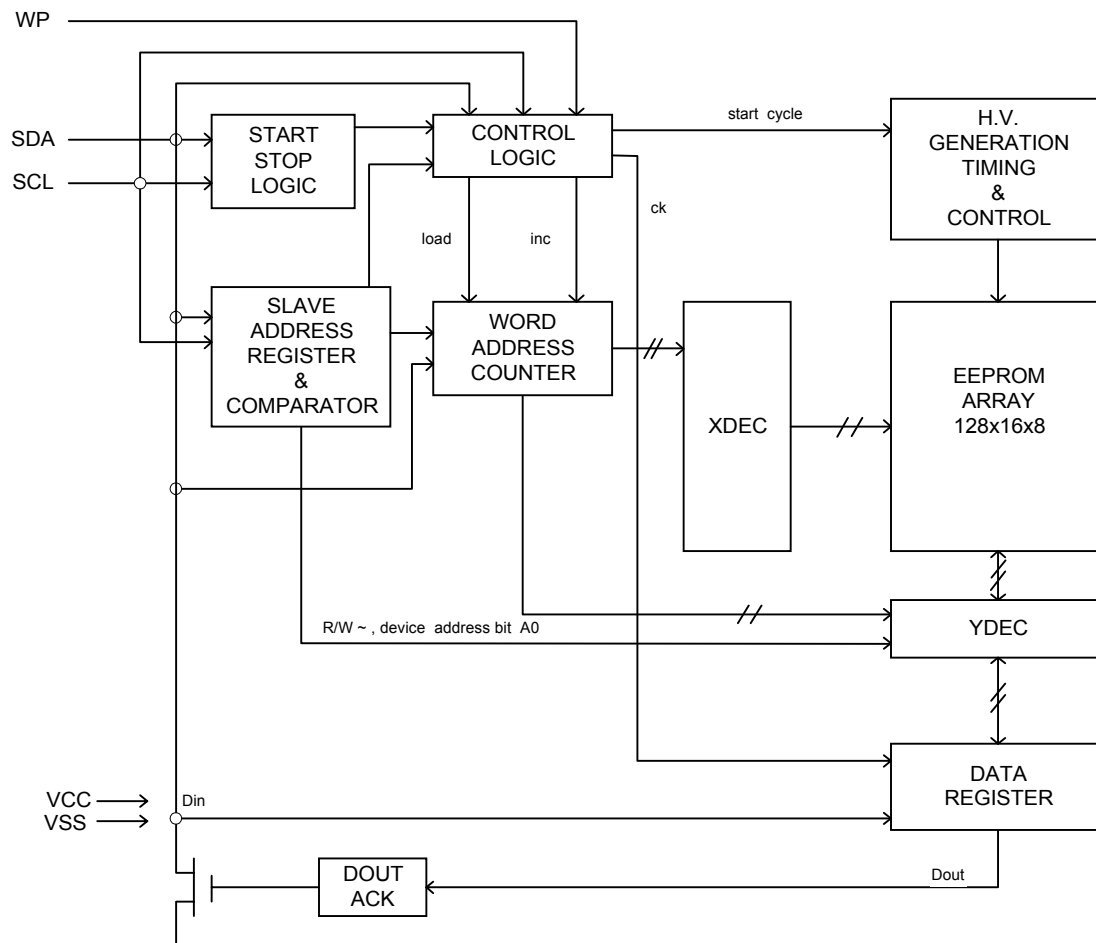 WP
SDA
SCL
START
STOP
LOGIC
CONTROL
LOGIC
start cycle
H.V.
GENERATION
TIMING
&
CONTROL
load
inc
ck
SLAVE
ADDRESS
REGISTER
&
COMPARATOR
WORD
ADDRESS
COUNTER
XDEC
EEPROM
ARRAY
128x16x8
R/W ~ , device address bit A0
YDEC
VCC
VSS
Din
DATA
REGISTER
DOUT
ACK
Dout